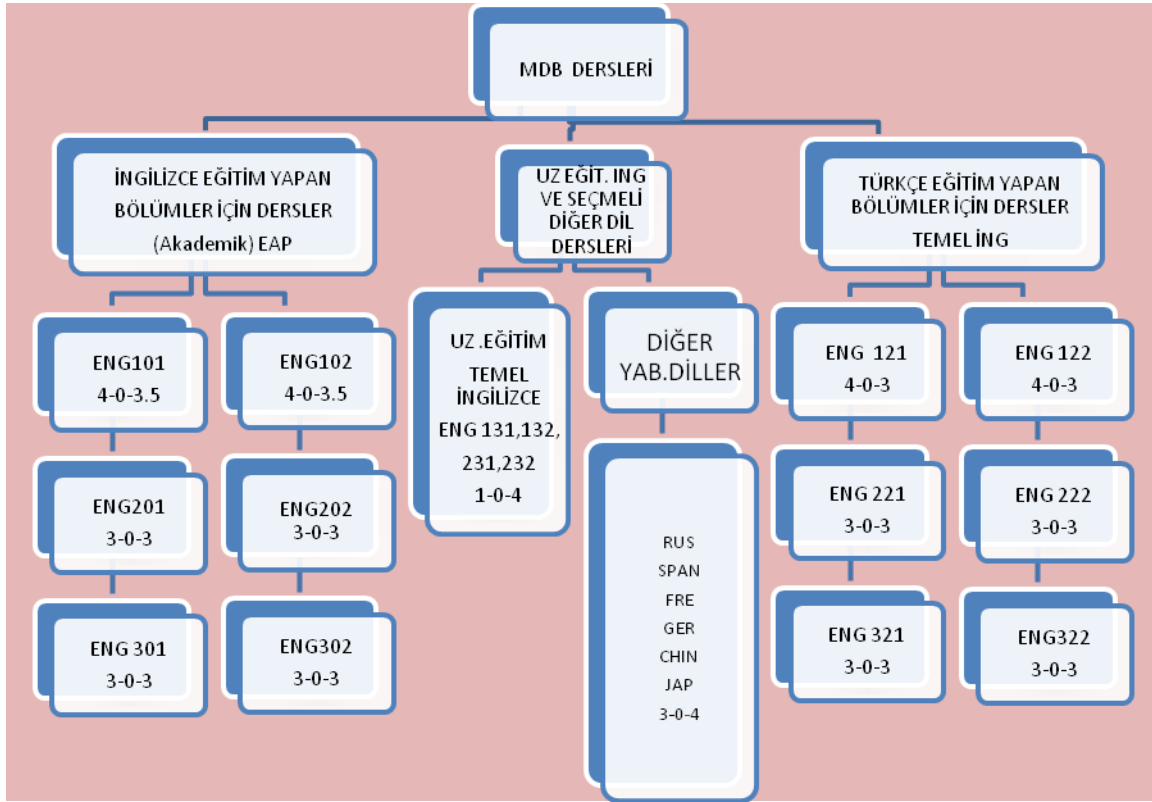 MDB DERSLERİ
İNGİLİZCE EĞİTİM YAPAN
BÖLÜMLER İÇİN DERSLER
(Akademik) EAP
ENG101
4-0-3.5
ENG102
4-0-3.5
ENG201
3-0-3
ENG202
3-0-3
ENG 301
3-0-3
ENG302
3-0-3
UZ EĞİT. ING
VE SEÇMELİ
DİĞER DİL
DERSLERİ
UZ .EĞİTİM
TEMEL
İNGİLİZCE
ENG 131,132,
231,232
1-0-4
DİĞER
YAB.DİLLER
RUS
SPAN
FRE
GER
CHIN
JAP
3-0-4
TÜRKÇE EĞİTİM YAPAN
BÖLÜMLER İÇİN DERSLER
TEMEL İNG
ENG 121
4-0-3
ENG 122
4-0-3
ENG 221
3-0-3
ENG 222
3-0-3
ENG 321
3-0-3
ENG322
3-0-3